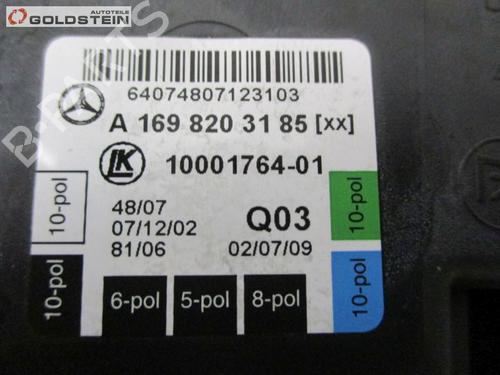 AUTOTEILE
GOLDSTEIN
B-PARTS
64074807123103
A 169 820 31 85 [xx]
LK 10001764-01
48/07
07/12/02
81/06
Q03
02/07/09
10-pol
10-pol
10-pol
10-pol
6-pol
5-pol
8-pol